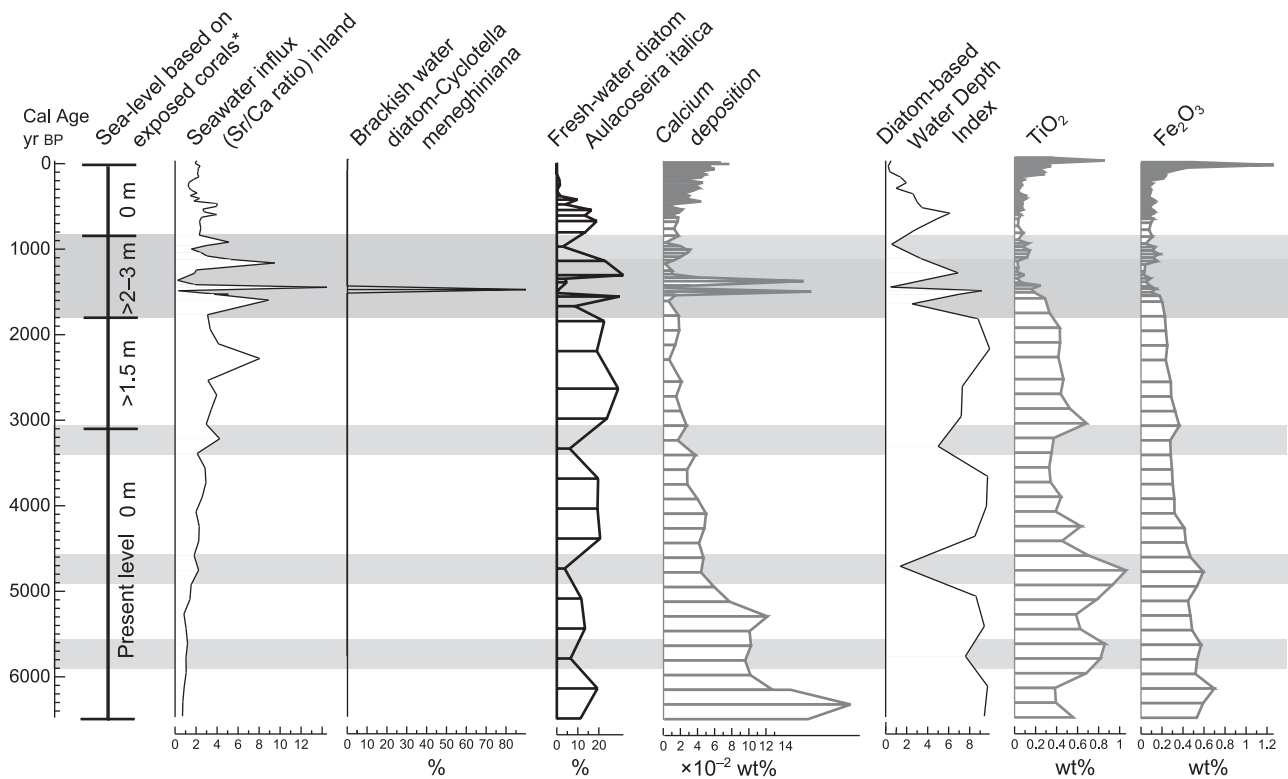 Sea-level based on
exposed corals*
Seawater influx
(Sr/Ca ratio) inland
Brackish water
diatom-Cyclotella
meneghiniana
Fresh-water diatom
Aulacoseira italica
Calcium
deposition
Diatom-based
Water Depth
Index
TiO2
Fe2O3
Cal Age
yr BP
0
1000
2000
3000
4000
5000
6000
0 m
>2–3 m
>1.5 m
Present level 0 m
0 2 4 6 8 10 14
0 10 20 30 40 50 60 70 80
%
0 20
%
0 2 4 6 8 10 12 14
×10−2 wt%
0 2 4 6 8
0 0.2 0.4 0.6 0.8 1
wt%
0 0.2 0.4 0.6 0.8 1 1.2
wt%